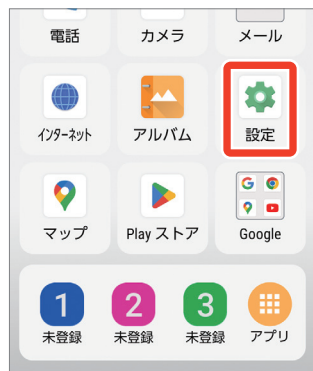 電話 カメラ メール
インターネット アルバム 設定
マップ Play ストア Google
1 2 3
未登録 未登録 未登録 アプリ